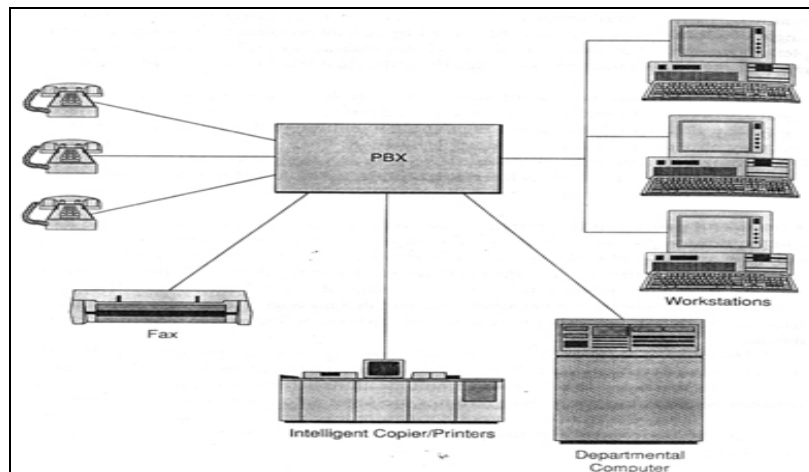 PBX
Workstations
Fax
Intelligent Copier/Printers
Departmental
Computer